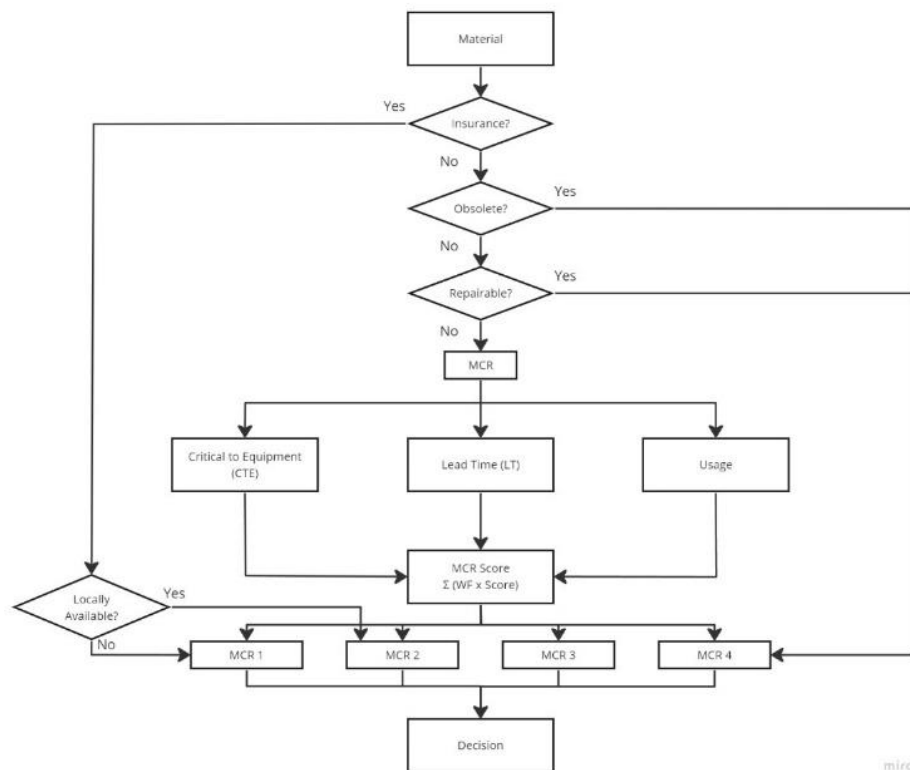 Material
Yes
Insurance?
No
Yes
Obsolete?
No
Yes
Repairable?
No
MCR
Critical to Equipment
(CTE)
Lead Time (LT)
Usage
MCR Score
Σ (WF x Score)
Locally
Available?
Yes
No
MCR 1
MCR 2
MCR 3
MCR 4
Decision
miro